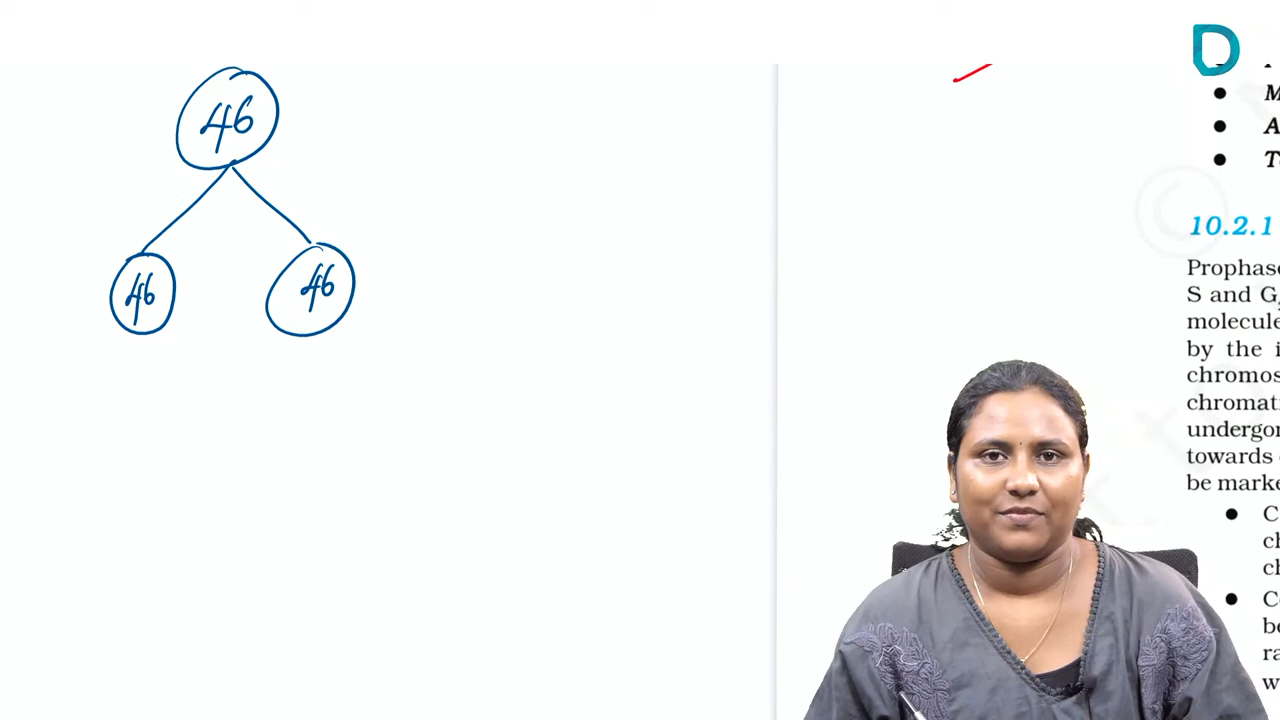 46
46 46
D
M
A
T
10.2.1
Prophase
S and G
molecule
by the i
chromos
chromati
undergon
towards
be marke
C
ch
ch
C
be
ra
w